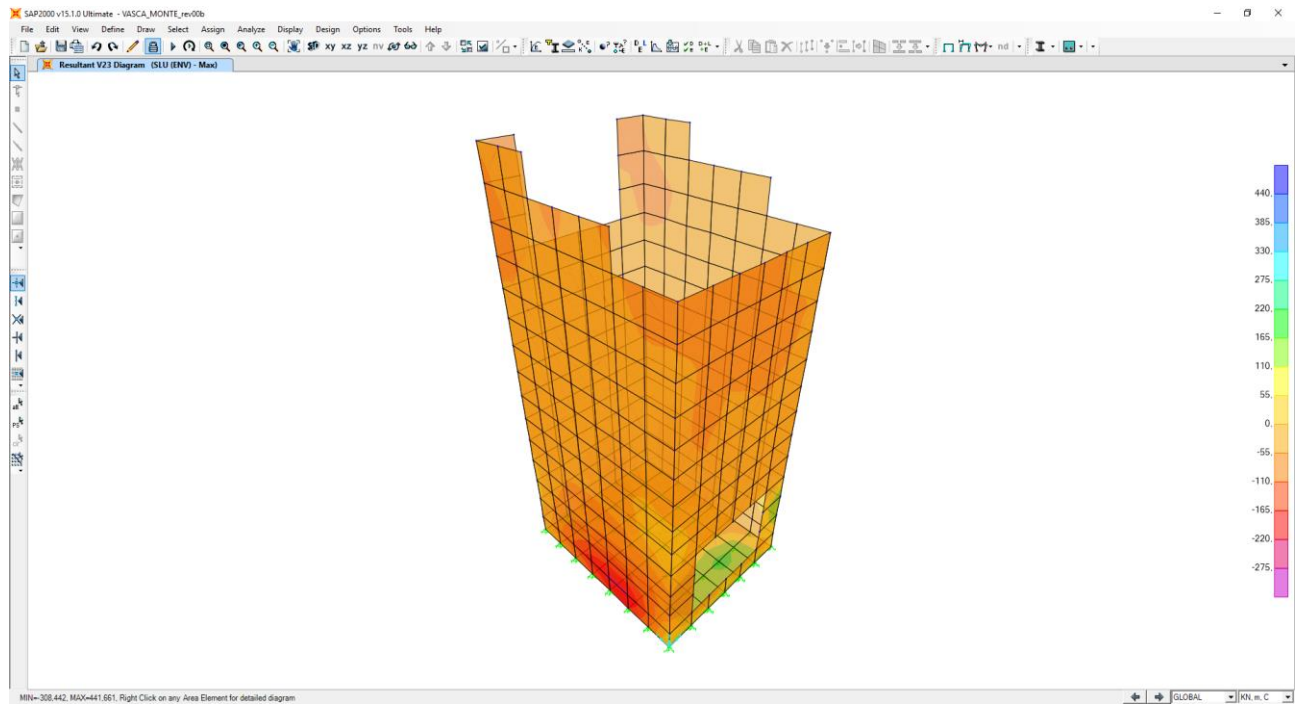 SAP2000 v15.1.0 Ultimate - VASCA_MONTE_rev00b
File Edit View Define Draw Select Assign Analyze Display Design Options Tools Help
xy xz yz nv nd
Resultant V23 Diagram (SLU (ENV) - Max)
440,
385,
330,
275,
220,
165,
110,
55,
0,
-55,
-110,
-165,
-220,
-275,
MIN=-308,442, MAX=441,661, Right Click on any Area Element for detailed diagram
GLOBAL KN, m, C